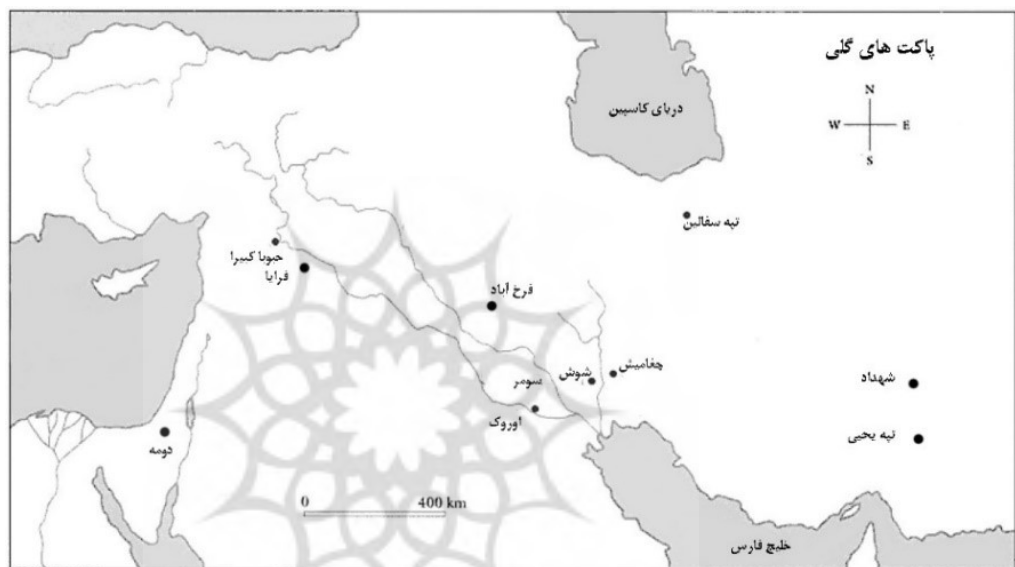 پاکت های گلی
N
W E
S
دریای کاسپین
تپه سفالین
حبوبا کبیرا
فرایا
فرخ آباد
چغامیش
شوش
سومر
اوروک
شهداد
تپه یحیی
دومه
0 400 km
خلیج فارس